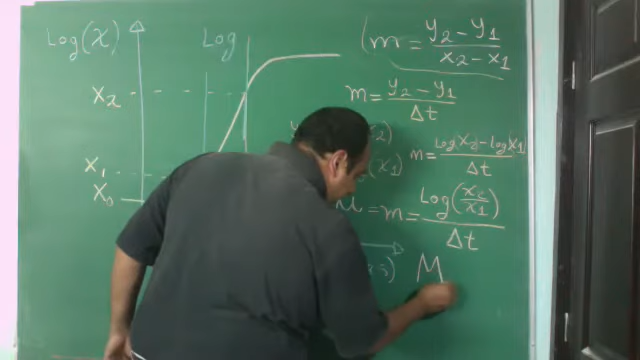 Log(x)
Log
(m = y2 - y1 / x2 - x1
x2
m = y2 - y1 / Δt
x1
m = Log x2 - log x1 / Δt
x0
M = m = Log(x2/x1) / Δt
M